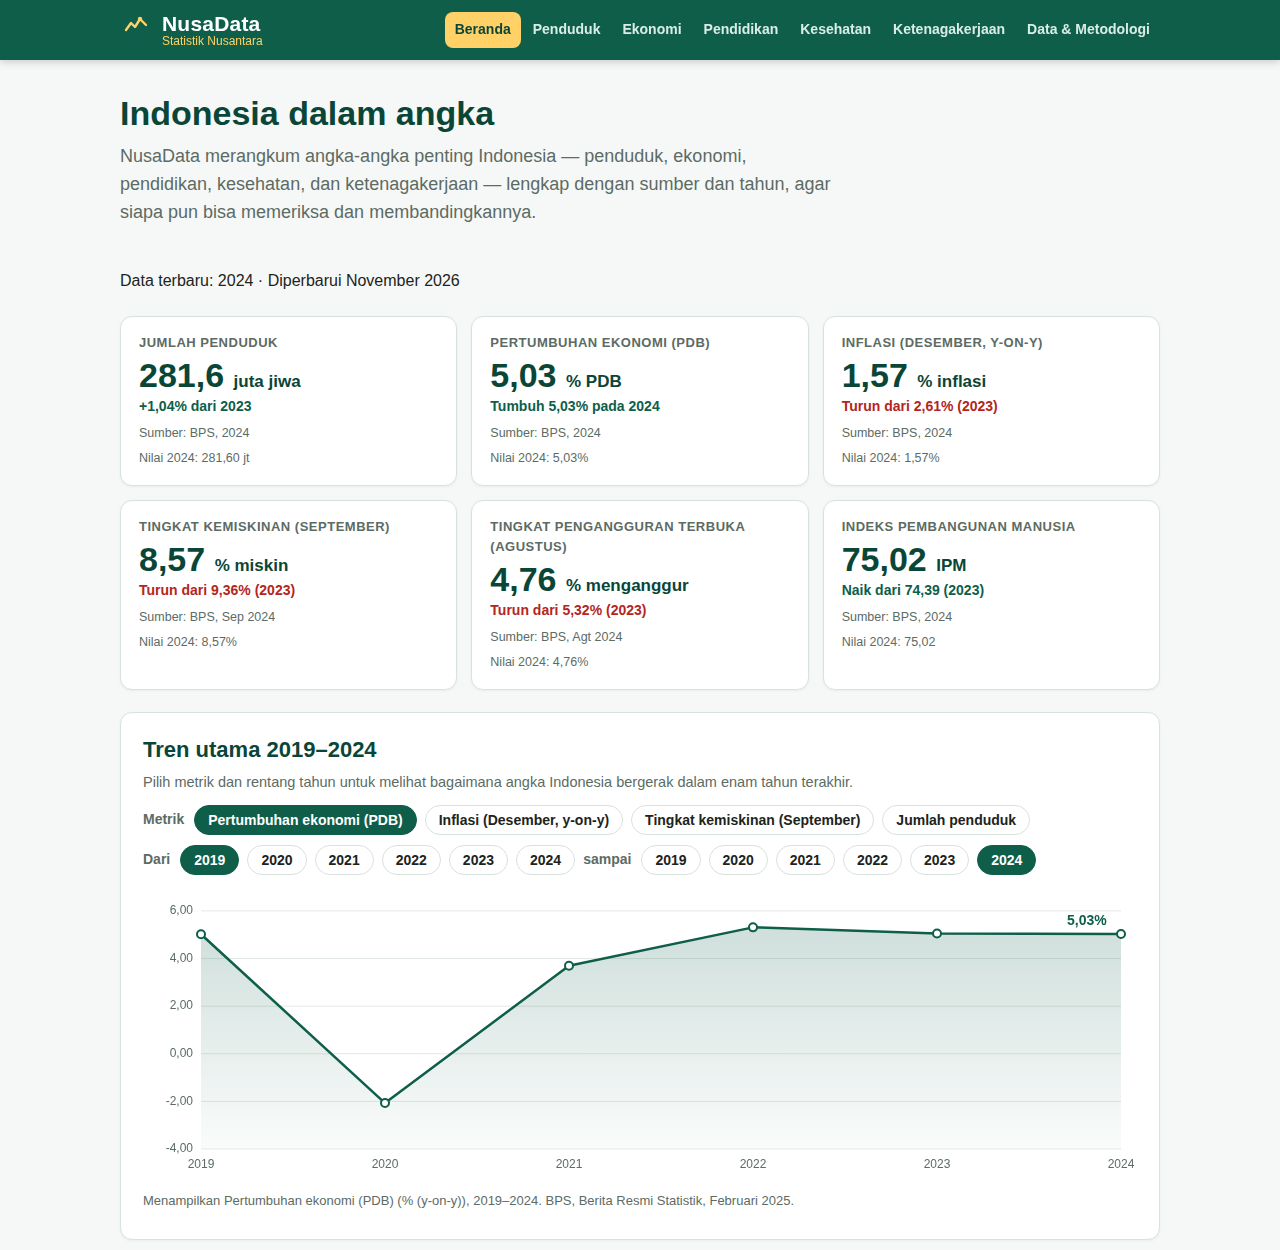 NusaData
Statistik Nusantara
Beranda
Penduduk
Ekonomi
Pendidikan
Kesehatan
Ketenagakerjaan
Data & Metodologi
Indonesia dalam angka
NusaData merangkum angka-angka penting Indonesia — penduduk, ekonomi,
pendidikan, kesehatan, dan ketenagakerjaan — lengkap dengan sumber dan tahun, agar
siapa pun bisa memeriksa dan membandingkannya.
Data terbaru: 2024 · Diperbarui November 2026
JUMLAH PENDUDUK
281,6 juta jiwa
+1,04% dari 2023
Sumber: BPS, 2024
Nilai 2024: 281,60 jt
PERTUMBUHAN EKONOMI (PDB)
5,03 % PDB
Tumbuh 5,03% pada 2024
Sumber: BPS, 2024
Nilai 2024: 5,03%
INFLASI (DESEMBER, Y-ON-Y)
1,57 % inflasi
Turun dari 2,61% (2023)
Sumber: BPS, 2024
Nilai 2024: 1,57%
TINGKAT KEMISKINAN (SEPTEMBER)
8,57 % miskin
Turun dari 9,36% (2023)
Sumber: BPS, Sep 2024
Nilai 2024: 8,57%
TINGKAT PENGANGGURAN TERBUKA
(AGUSTUS)
4,76 % menganggur
Turun dari 5,32% (2023)
Sumber: BPS, Agt 2024
Nilai 2024: 4,76%
INDEKS PEMBANGUNAN MANUSIA
75,02 IPM
Naik dari 74,39 (2023)
Sumber: BPS, 2024
Nilai 2024: 75,02
Tren utama 2019–2024
Pilih metrik dan rentang tahun untuk melihat bagaimana angka Indonesia bergerak dalam enam tahun terakhir.
Metrik Pertumbuhan ekonomi (PDB) Inflasi (Desember, y-on-y) Tingkat kemiskinan (September) Jumlah penduduk
Dari 2019 2020 2021 2022 2023 2024 sampai 2019 2020 2021 2022 2023 2024
6,00
5,03%
4,00
2,00
0,00
-2,00
-4,00
2019 2020 2021 2022 2023 2024
Menampilkan Pertumbuhan ekonomi (PDB) (% (y-on-y)), 2019–2024. BPS, Berita Resmi Statistik, Februari 2025.